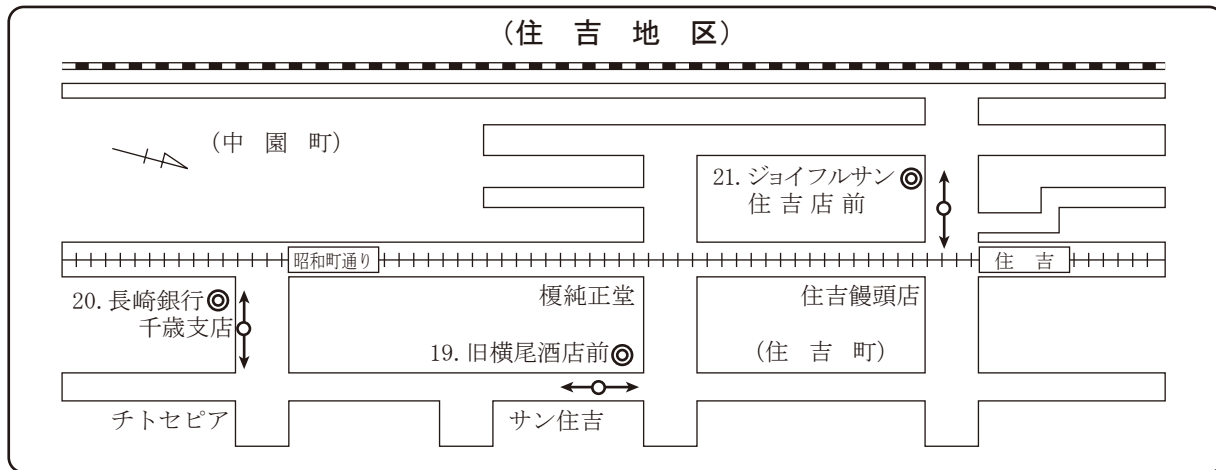 (住 吉 地 区)
(中 園 町)
21. ジョイフルサン
住 吉 店 前
昭和町通り
住 吉
20. 長崎銀行
千歳支店
榎純正堂
住吉饅頭店
19. 旧横尾酒店前
(住 吉 町)
チトセピア
サン住吉